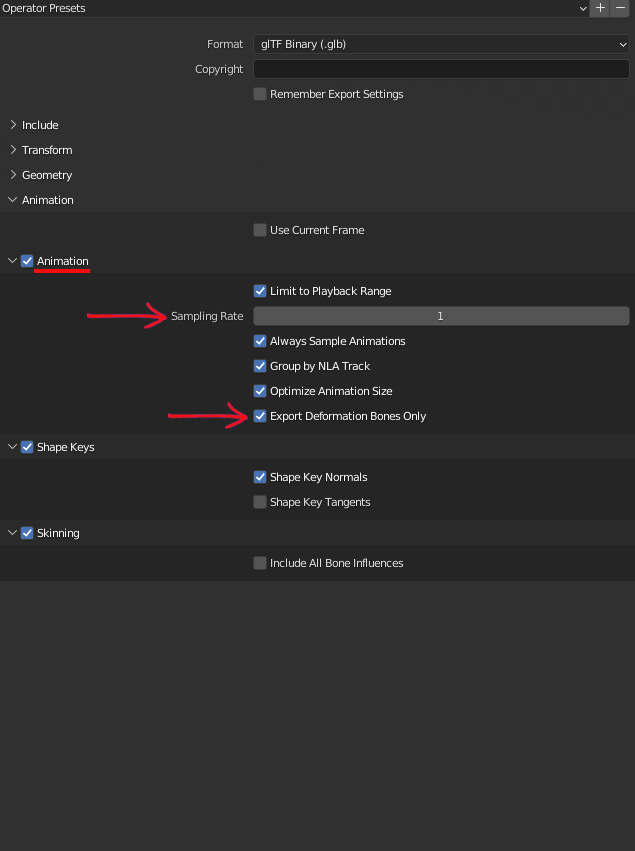 Operator Presets
Format glTF Binary (.glb)
Copyright
Remember Export Settings
Include
Transform
Geometry
Animation
Use Current Frame
Animation
Limit to Playback Range
Sampling Rate 1
Always Sample Animations
Group by NLA Track
Optimize Animation Size
Export Deformation Bones Only
Shape Keys
Shape Key Normals
Shape Key Tangents
Skinning
Include All Bone Influences